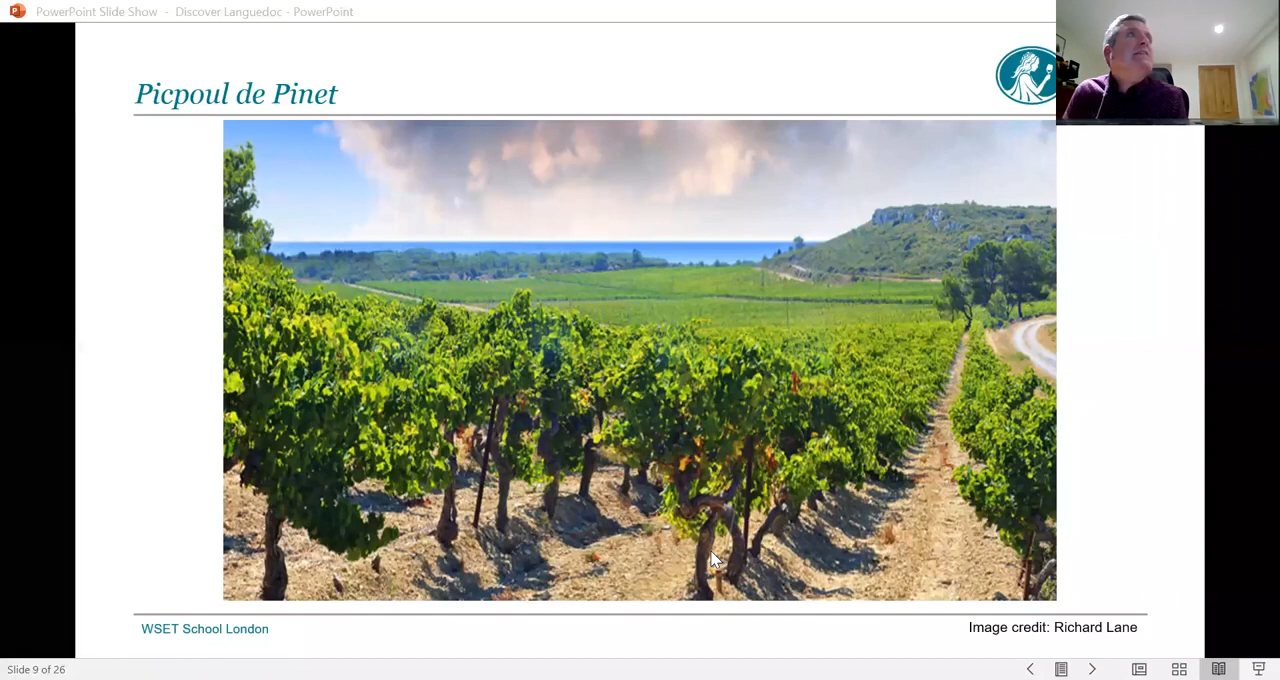 PowerPoint Slide Show - Discover Languedoc - PowerPoint
Picpoul de Pinet
WSET School London
Image credit: Richard Lane
Slide 9 of 26